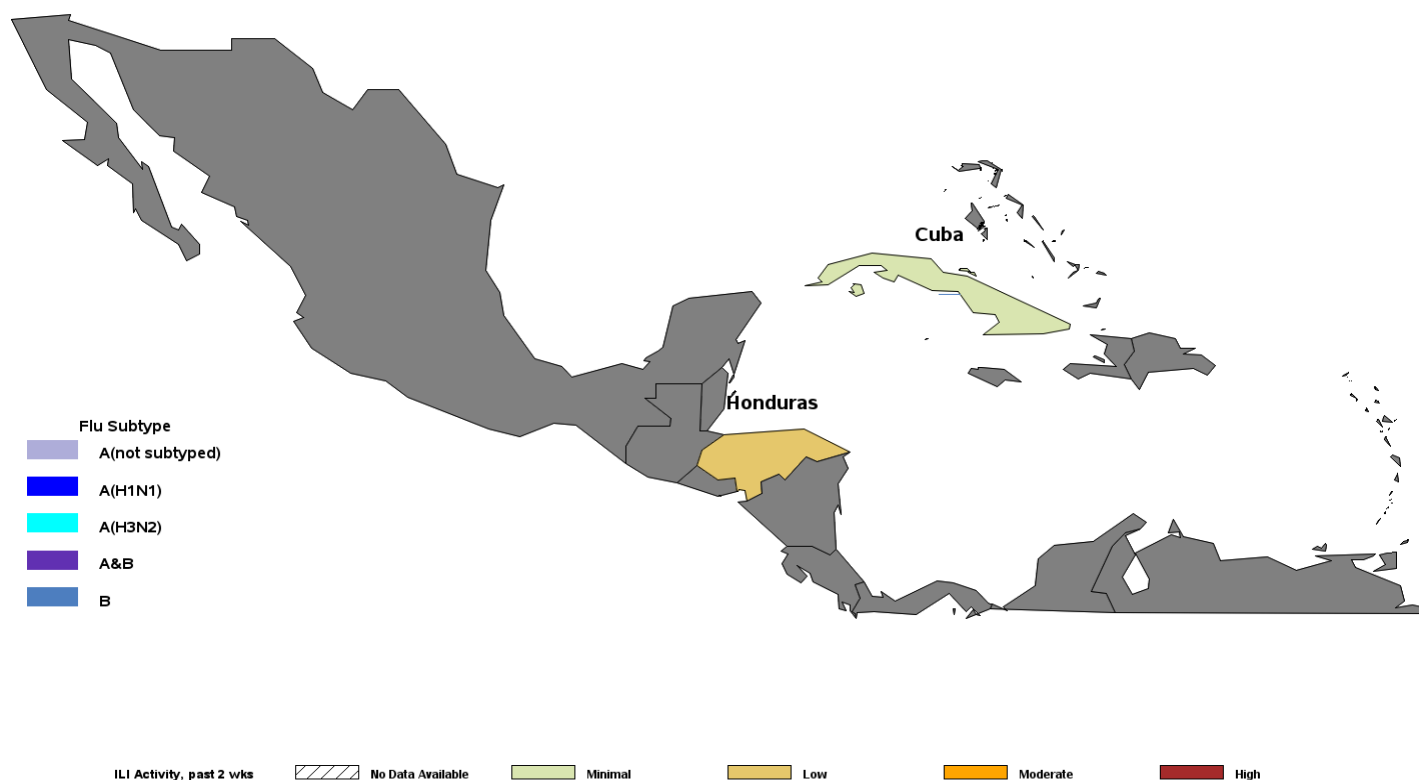 Cuba
Honduras
Flu Subtype
A(not subtyped)
A(H1N1)
A(H3N2)
A&B
B
ILI Activity, past 2 wks No Data Available Minimal Low Moderate High